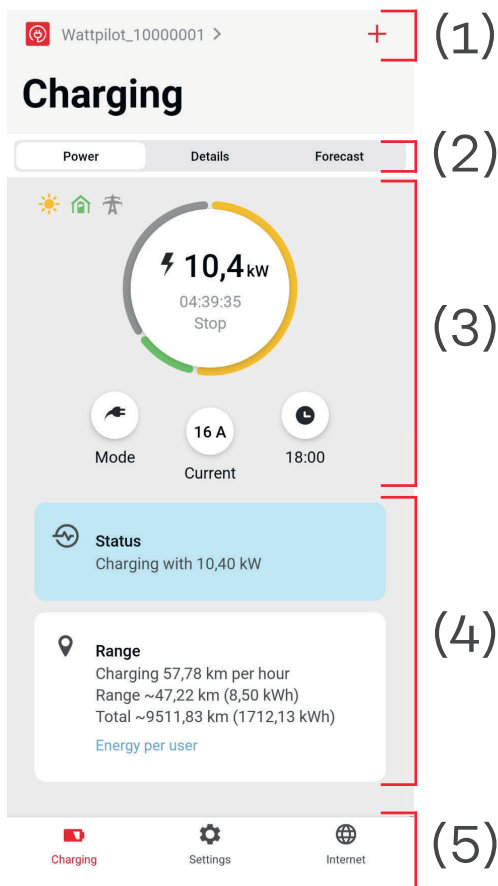 Wattpilot_10000001 >
+
(1)
Charging
Power Details Forecast
(2)
10,4 kW
04:39:35
Stop
(3)
Mode
16 A
Current
18:00
Status
Charging with 10,40 kW
(4)
Range
Charging 57,78 km per hour
Range ~47,22 km (8,50 kWh)
Total ~9511,83 km (1712,13 kWh)
Energy per user
Charging Settings Internet
(5)